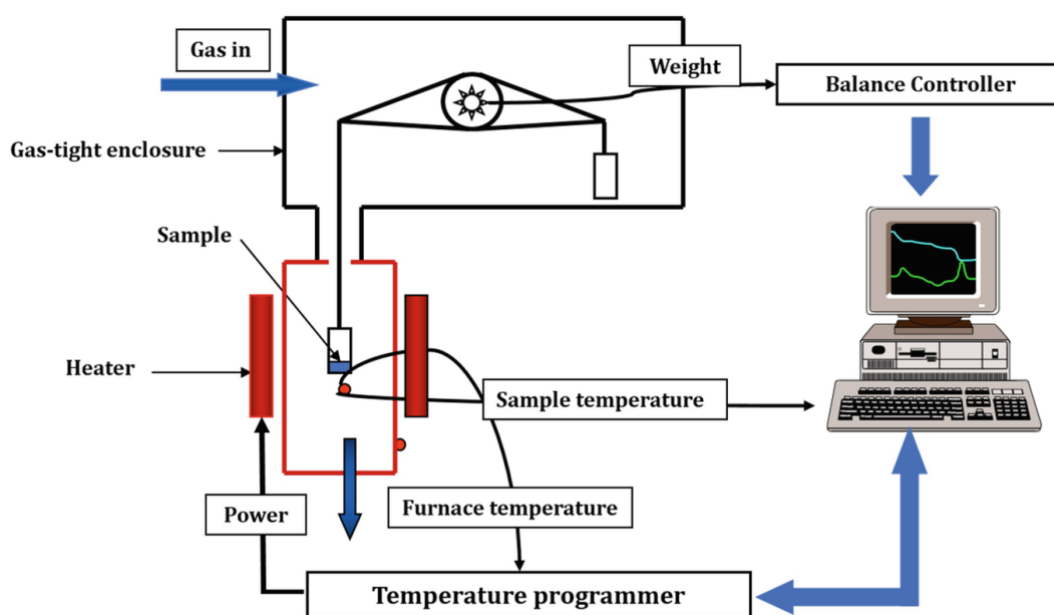 Gas in
Weight
Balance Controller
Gas-tight enclosure
Sample
Heater
Sample temperature
Power
Furnace temperature
Temperature programmer